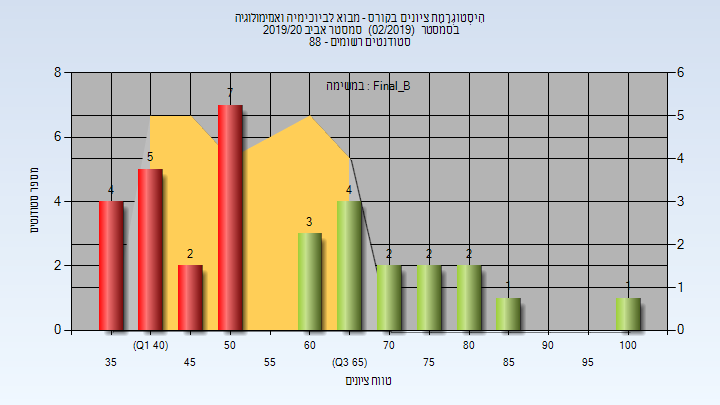 היסטוגרמת ציונים בקורס - מבוא לביוכימיה ואנזימולוגיה
בסמסטר (02/2019) סמסטר אביב 2019/20
סטודנטים רשומים - 88
במשימה : Final_B
8 6 4 2 0
מספר סטודנטים
6 5 4 3 2 1 0
4 5 2 7 3 4 2 2 2 - -
(Q1 40) 50 60 70 80 90 100
35 45 55 (Q3 65) 75 85 95
טווח ציונים